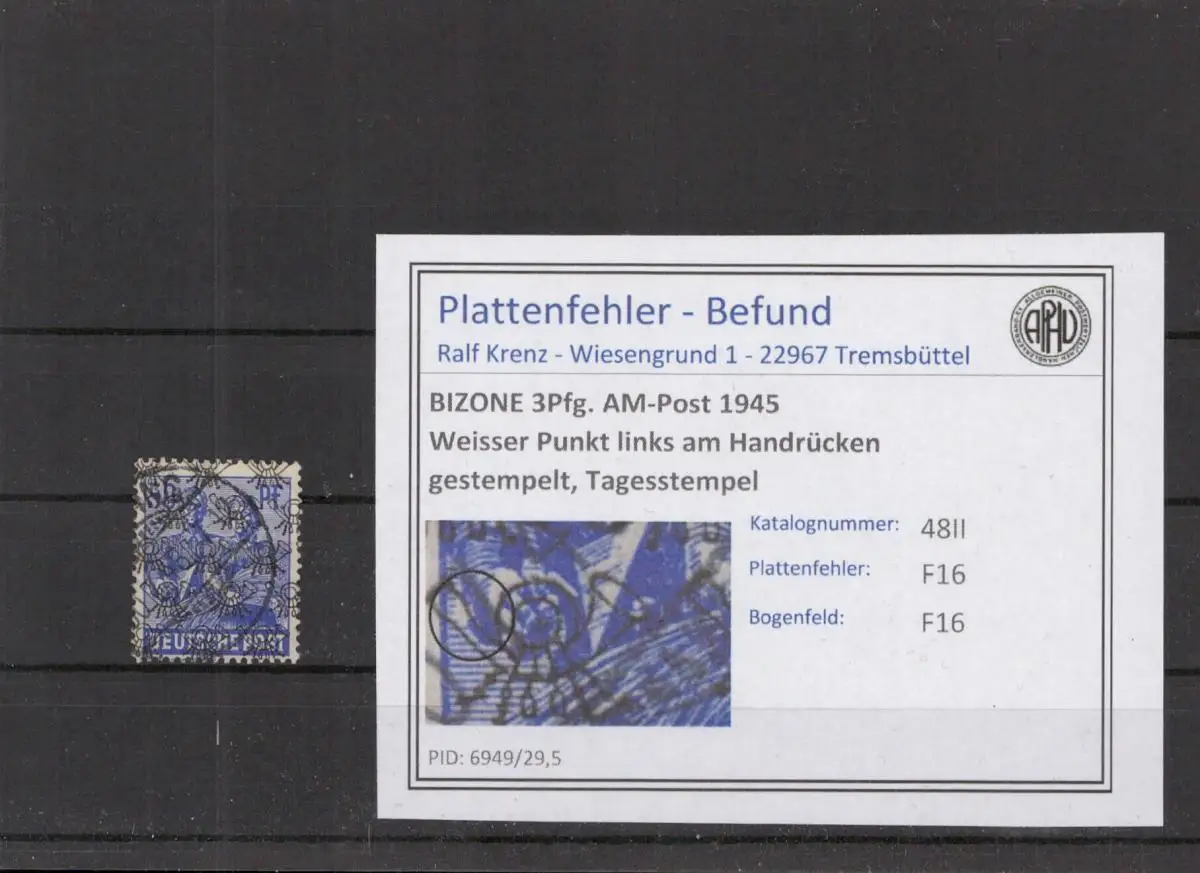 Plattenfehler - Befund
Ralf Krenz - Wiesengrund 1 - 22967 Tremsbüttel
BIZONE 3Pfg. AM-Post 1945
Weisser Punkt links am Handrücken
gestempelt, Tagesstempel
Katalognummer: 48II
Plattenfehler: F16
Bogenfeld: F16
PID: 6949/29,5
APHV
Pf
DEUTSCHE POST